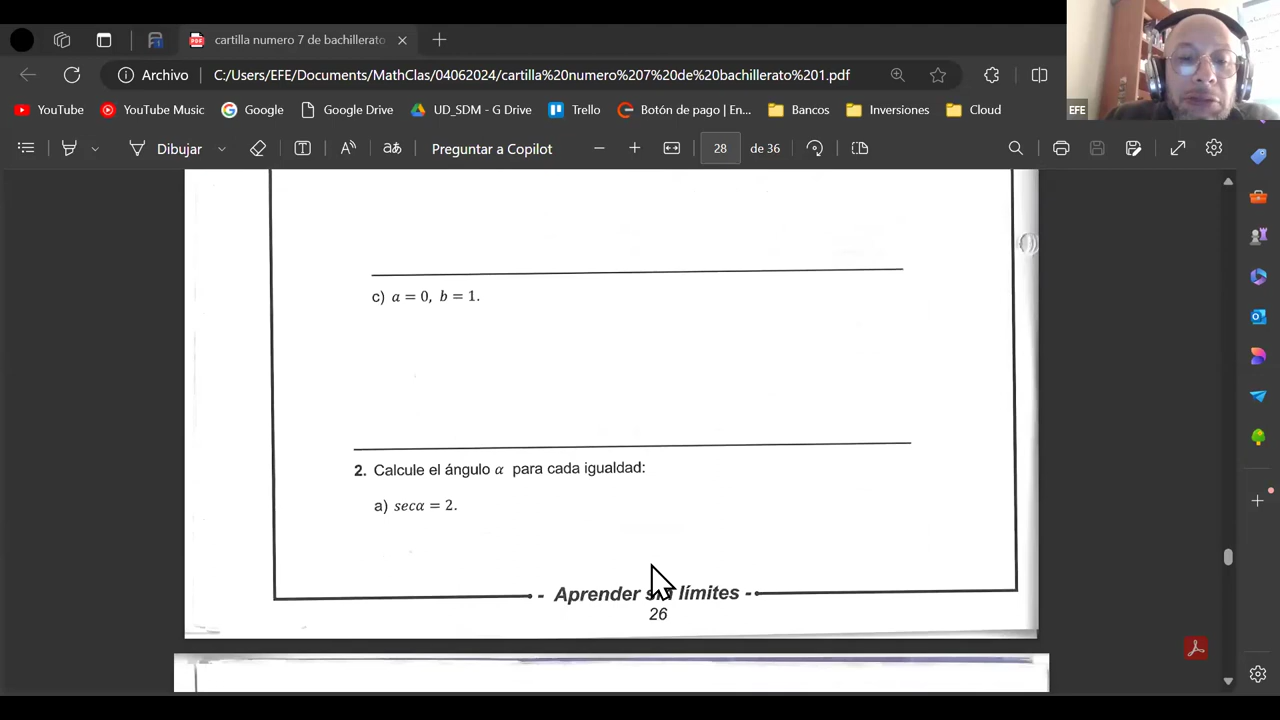 cartilla numero 7 de bachillerato
Archivo
C:/Users/EFE/Documents/MathClas/04062024/cartilla%20numero%207%20de%20bachillerato%201.pdf
YouTube
YouTube Music
Google
Google Drive
UD_SDM - G Drive
Trello
Botón de pago | En...
Bancos
Inversiones
Cloud
EFE
Dibujar
Preguntar a Copilot
28
de 36
c) a = 0, b = 1.
2. Calcule el ángulo α para cada igualdad:
a) secα = 2.
- Aprender sin límites -
26